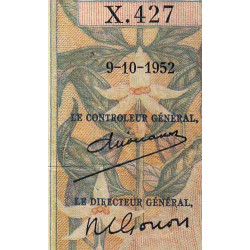 X.427
9-10-1952
LE CONTROLEUR GÉNÉRAL,
LE DIRECTEUR GÉNÉRAL,